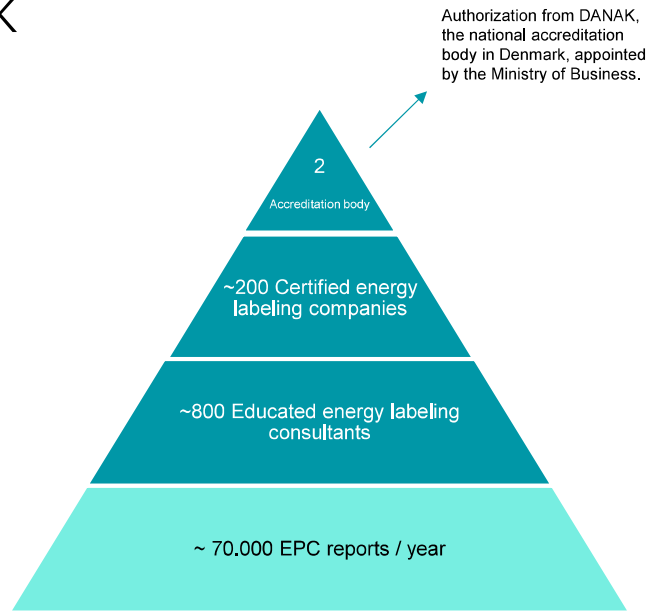 K
Authorization from DANAK,
the national accreditation
body in Denmark, appointed
by the Ministry of Business.
2
Accreditation body
~200 Certified energy
labeling companies
~800 Educated energy labeling
consultants
~ 70.000 EPC reports / year